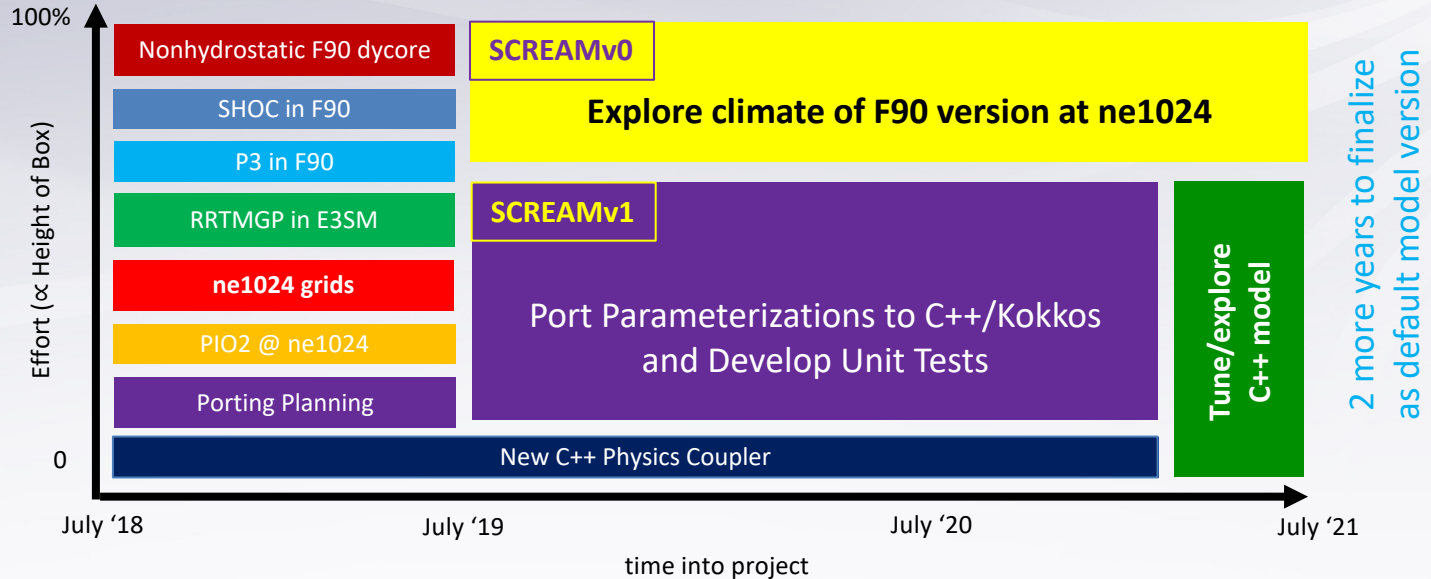 100%
Effort (∝ Height of Box)
0
Nonhydrostatic F90 dycore
SHOC in F90
P3 in F90
RRTMGP in E3SM
ne1024 grids
PIO2 @ ne1024
Porting Planning
SCREAMv0
Explore climate of F90 version at ne1024
SCREAMv1
Port Parameterizations to C++/Kokkos
and Develop Unit Tests
New C++ Physics Coupler
Tune/explore
C++ model
2 more years to finalize
as default model version
July ‘18
July ‘19
July ‘20
July ‘21
time into project